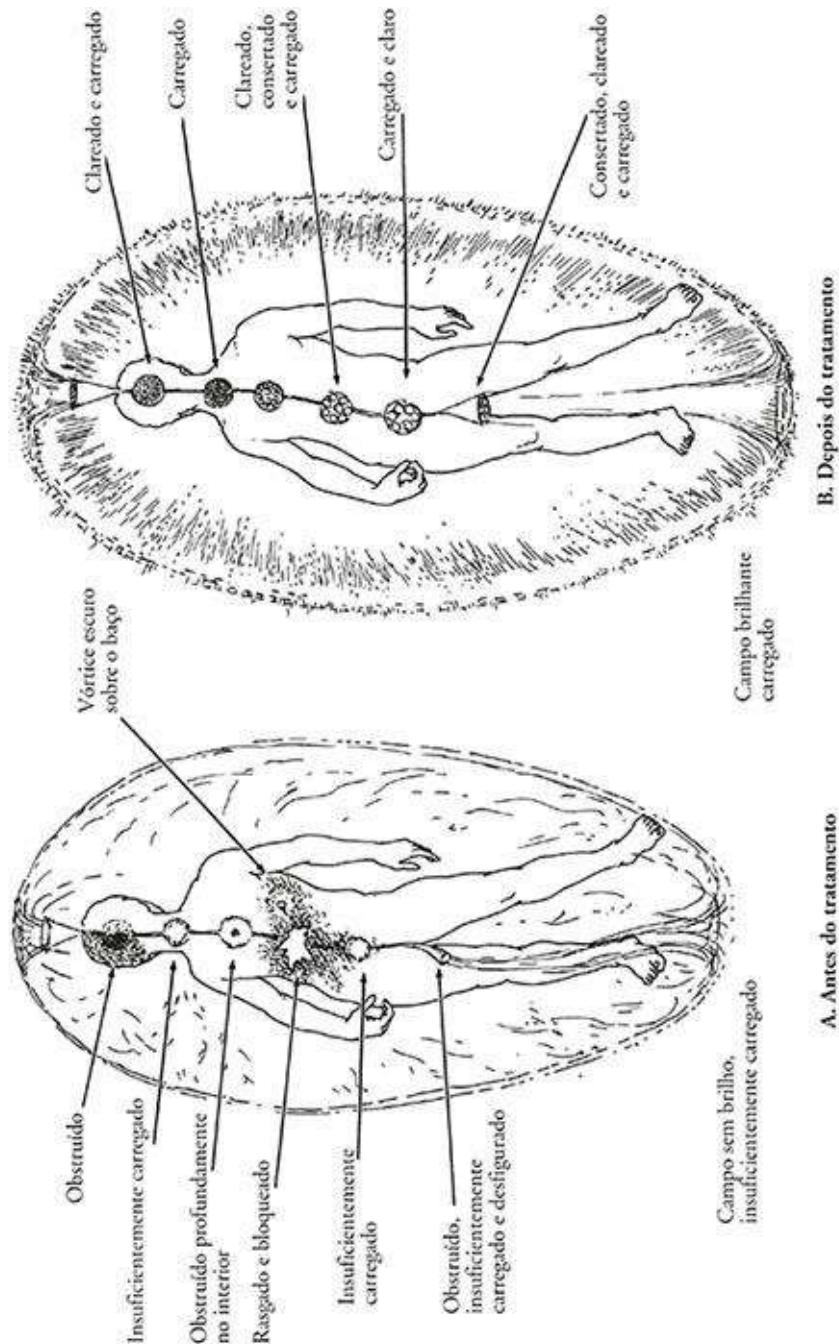 Obstruído
Insuficientemente carregado
Obstruído profundamente
no interior
Rasgado e bloqueado
Insuficientemente
carregado
Obstruído,
insuficientemente
carregado e desfigurado
Vórtice escuro
sobre o baço
Campo sem brilho,
insuficientemente carregado
A. Antes do tratamento
Clareado e carregado
Carregado
Clareado,
consertado
e carregado
Carregado e claro
Consertado, clareado
e carregado
Campo brilhante
carregado
B. Depois do tratamento